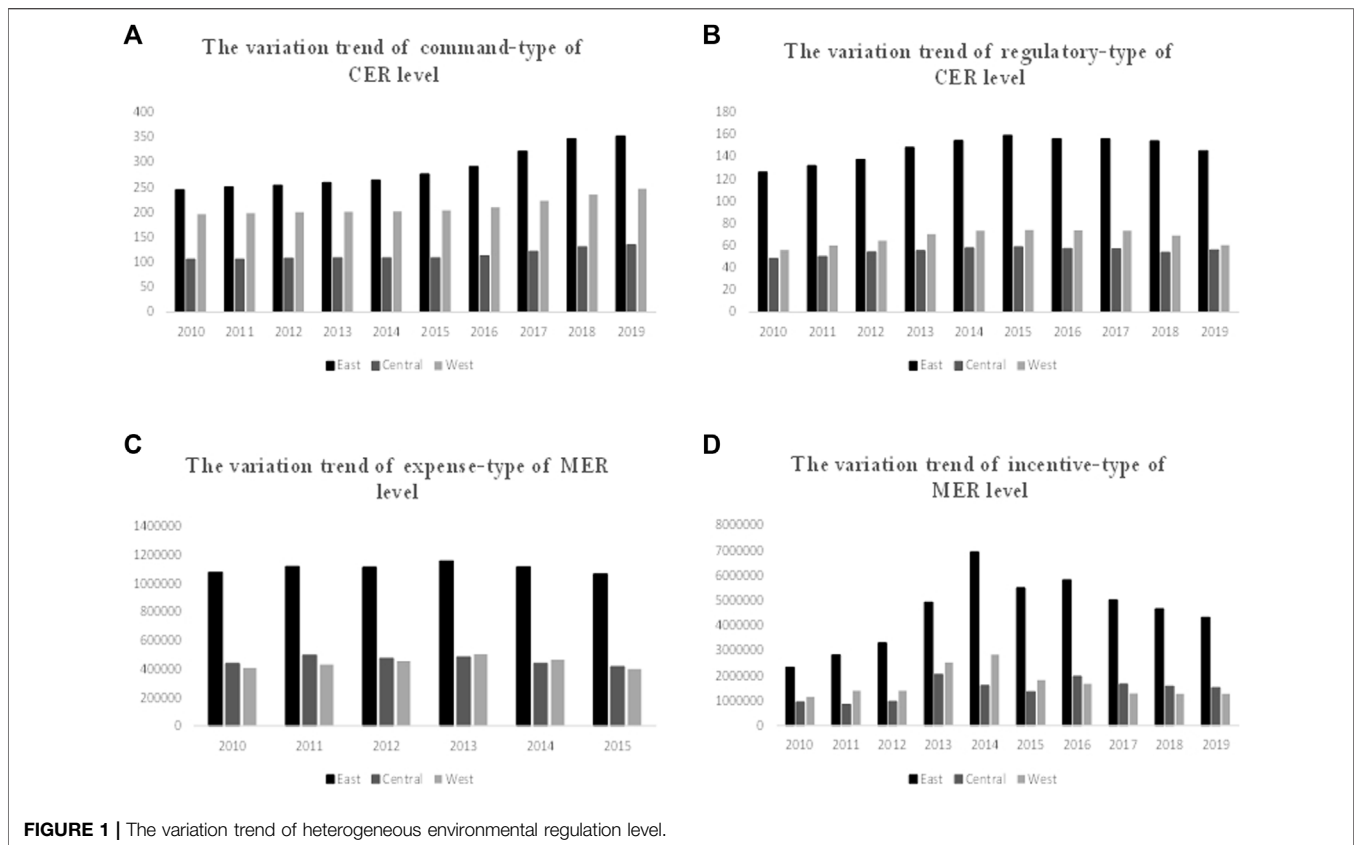 A
The variation trend of command-type of
CER level
400
350
300
250
200
150
100
50
0
2010 2011 2012 2013 2014 2015 2016 2017 2018 2019
East Central West
B
The variation trend of regulatory-type of
CER level
180
160
140
120
100
80
60
40
20
0
2010 2011 2012 2013 2014 2015 2016 2017 2018 2019
East Central West
C
The variation trend of expense-type of MER
level
1400000
1200000
1000000
800000
600000
400000
200000
0
2010 2011 2012 2013 2014 2015
East Central West
D
The variation trend of incentive-type of
MER level
8000000
7000000
6000000
5000000
4000000
3000000
2000000
1000000
0
2010 2011 2012 2013 2014 2015 2016 2017 2018 2019
East Central West
FIGURE 1 | The variation trend of heterogeneous environmental regulation level.